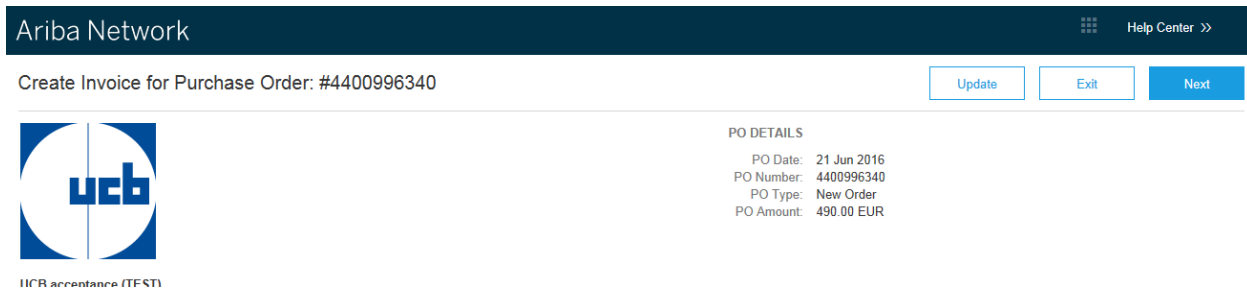 Ariba Network
Help Center »
Create Invoice for Purchase Order: #4400996340
Update
Exit
Next
ucb
PO DETAILS
PO Date: 21 Jun 2016
PO Number: 4400996340
PO Type: New Order
PO Amount: 490.00 EUR
UCB acceptance (TEST)